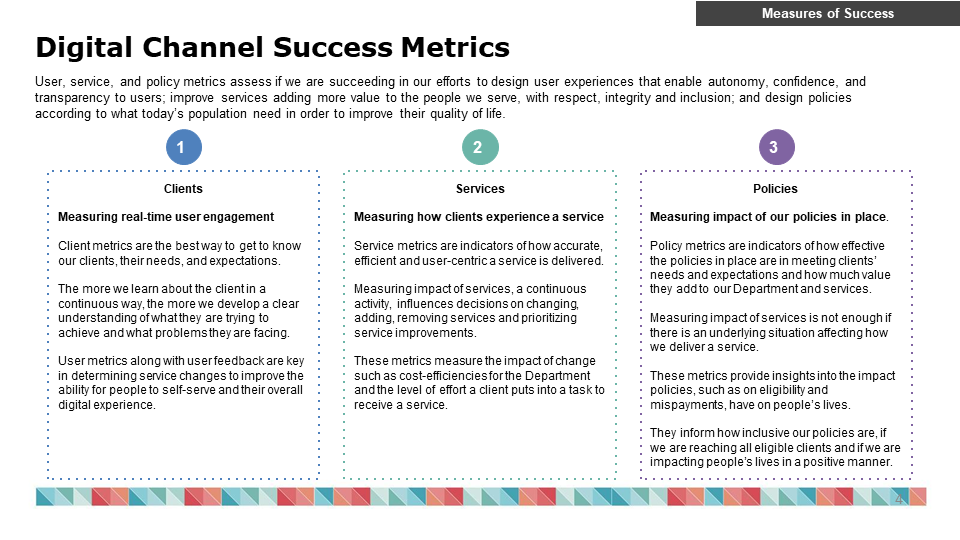 Measures of Success
Digital Channel Success Metrics
User, service, and policy metrics assess if we are succeeding in our efforts to design user experiences that enable autonomy, confidence, and
transparency to users; improve services adding more value to the people we serve, with respect, integrity and inclusion; and design policies
according to what today's population need in order to improve their quality of life.
1
Clients
Measuring real-time user engagement
Client metrics are the best way to get to know
our clients, their needs, and expectations.
The more we learn about the client in a
continuous way, the more we develop a clear
understanding of what they are trying to
achieve and what problems they are facing.
User metrics along with user feedback are key
in determining service changes to improve the
ability for people to self-serve and their overall
digital experience.
2
Services
Measuring how clients experience a service
Service metrics are indicators of how accurate,
efficient and user-centric a service is delivered.
Measuring impact of services, a continuous
activity, influences decisions on changing,
adding, removing services and prioritizing
service improvements.
These metrics measure the impact of change
such as cost-efficiencies for the Department
and the level of effort a client puts into a task to
receive a service.
3
Policies
Measuring impact of our policies in place.
Policy metrics are indicators of how effective
the policies in place are in meeting clients'
needs and expectations and how much value
they add to our Department and services.
Measuring impact of services is not enough if
there is an underlying situation affecting how
we deliver a service.
These metrics provide insights into the impact
policies, such as on eligibility and
mispayments, have on people's lives.
They inform how inclusive our policies are, if
we are reaching all eligible clients and if we are
impacting people's lives in a positive manner.
4